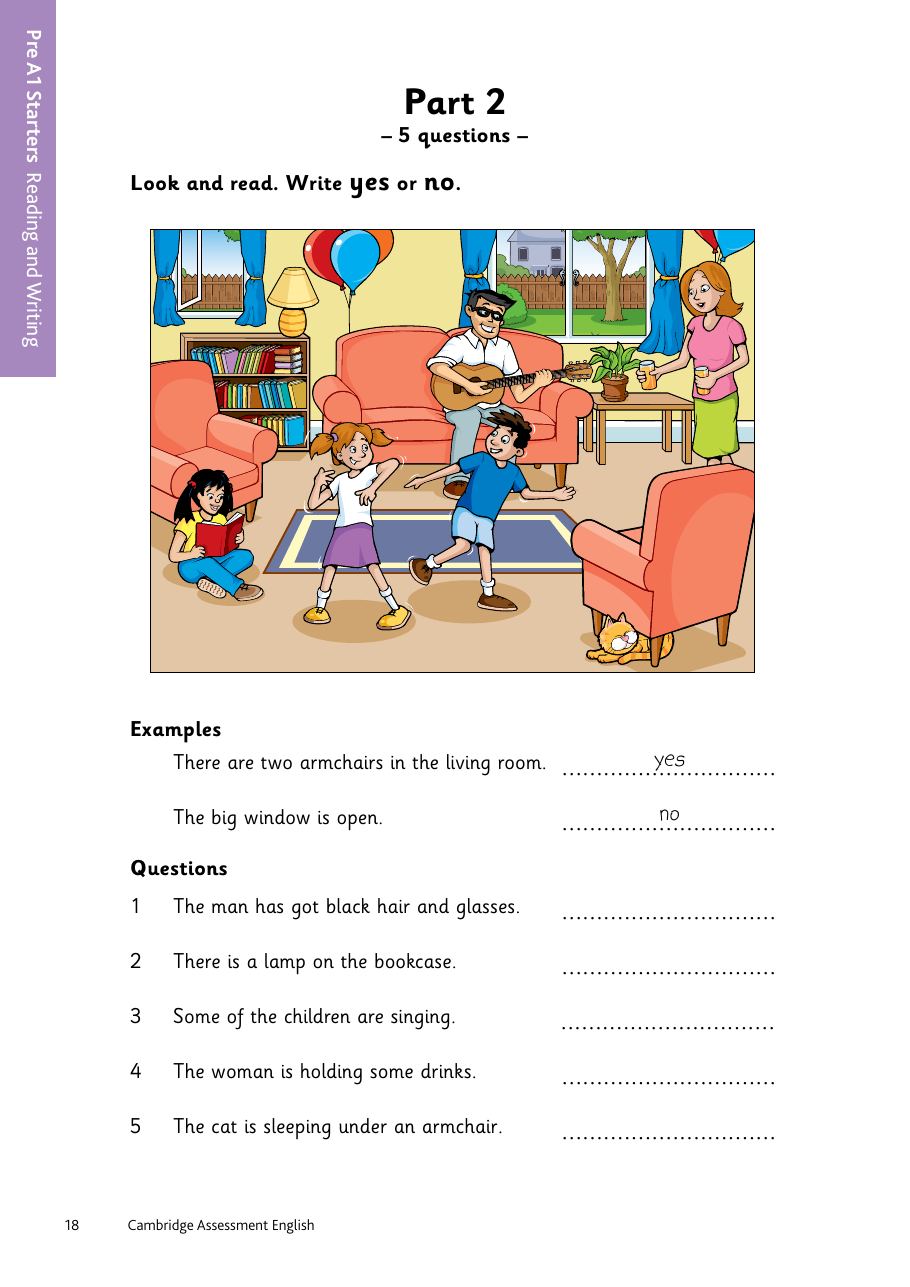 Pre A1 Starters Reading and Writing
Part 2
– 5 questions –
Look and read. Write yes or no.
Examples
There are two armchairs in the living room. yes
The big window is open. no
Questions
1 The man has got black hair and glasses.
2 There is a lamp on the bookcase.
3 Some of the children are singing.
4 The woman is holding some drinks.
5 The cat is sleeping under an armchair.
18 Cambridge Assessment English